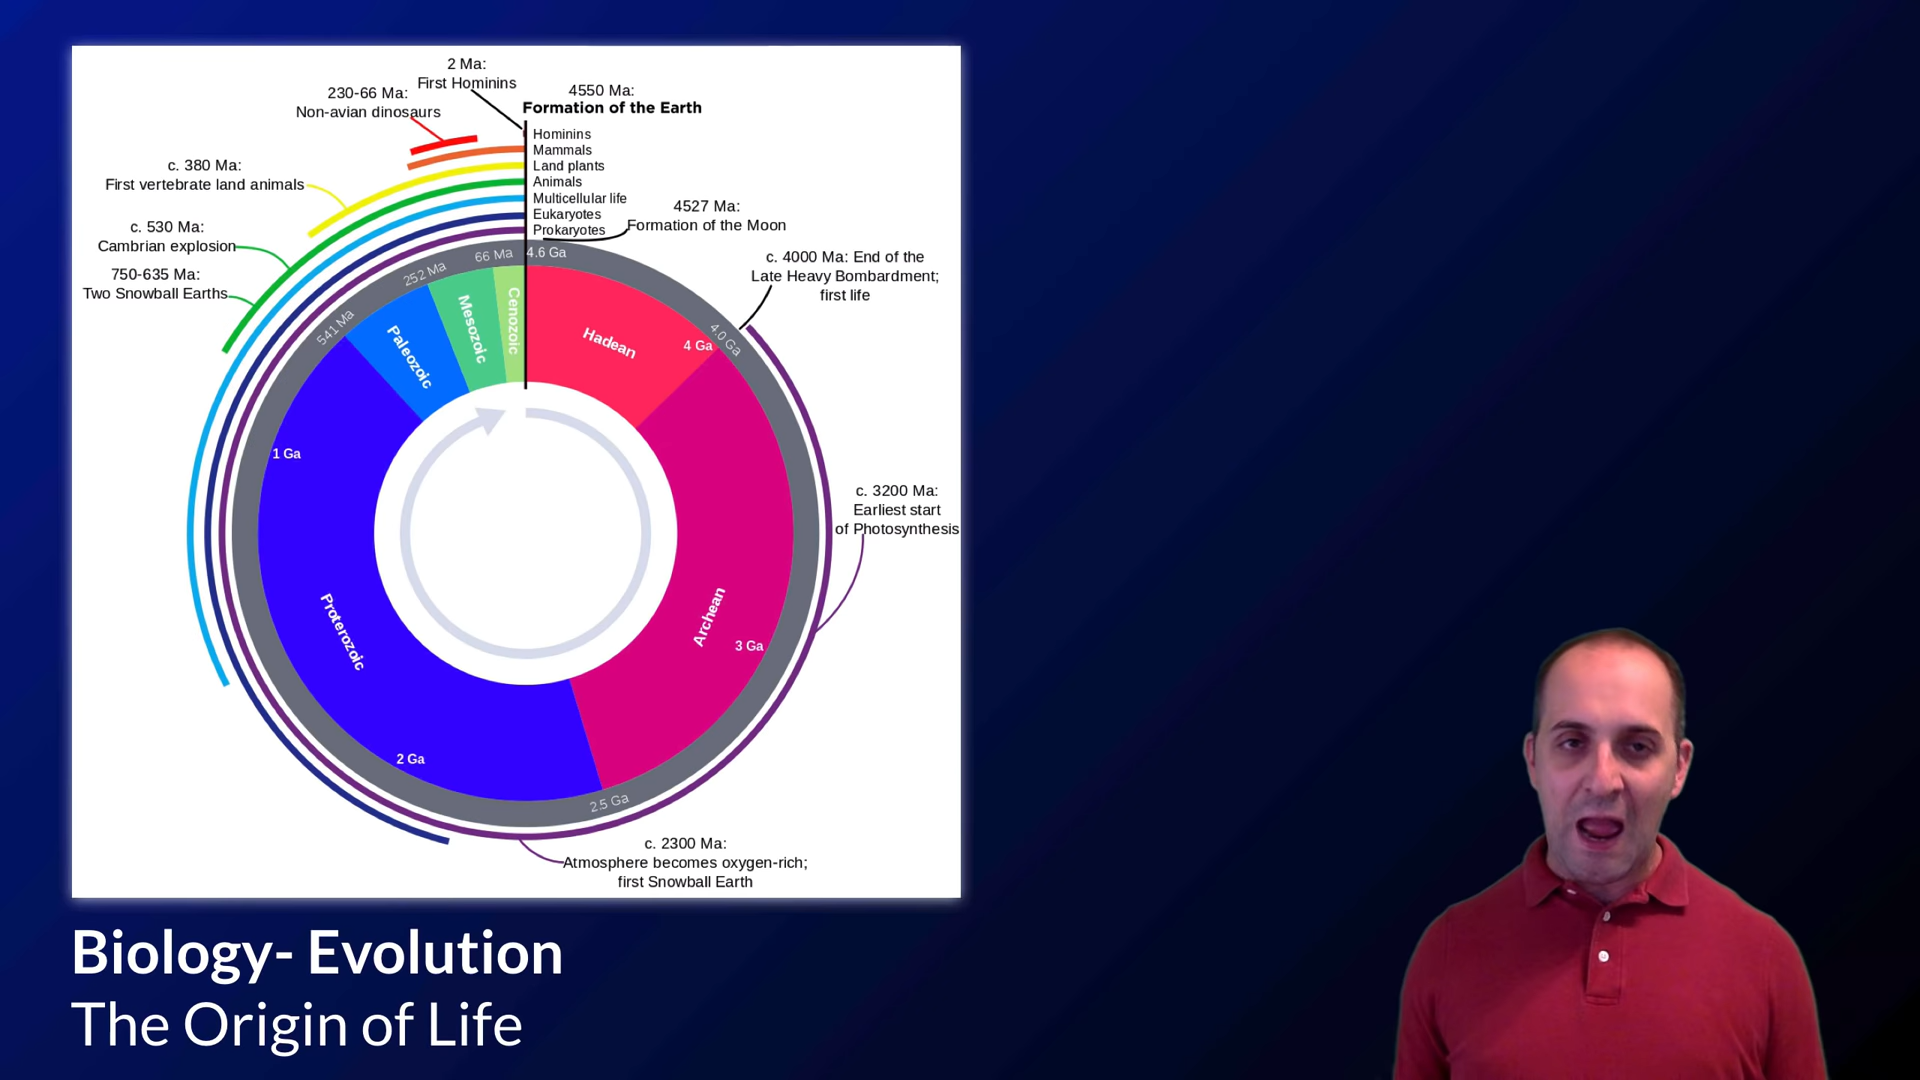 2 Ma:
First Hominins
230-66 Ma:
Non-avian dinosaurs
4550 Ma:
Formation of the Earth
Hominins
Mammals
Land plants
Animals
Multicellular life
Eukaryotes
Prokaryotes
c. 380 Ma:
First vertebrate land animals
c. 530 Ma:
Cambrian explosion
750-635 Ma:
Two Snowball Earths
4527 Ma:
Formation of the Moon
c. 4000 Ma: End of the
Late Heavy Bombardment;
first life
c. 3200 Ma:
Earliest start
of Photosynthesis
c. 2300 Ma:
Atmosphere becomes oxygen-rich;
first Snowball Earth
4.6 Ga
4.0 Ga
2.5 Ga
541 Ma
252 Ma
66 Ma
Hadean
4 Ga
Archean
3 Ga
Proterozoic
2 Ga
1 Ga
Paleozoic
Mesozoic
Cenozoic
Biology- Evolution
The Origin of Life